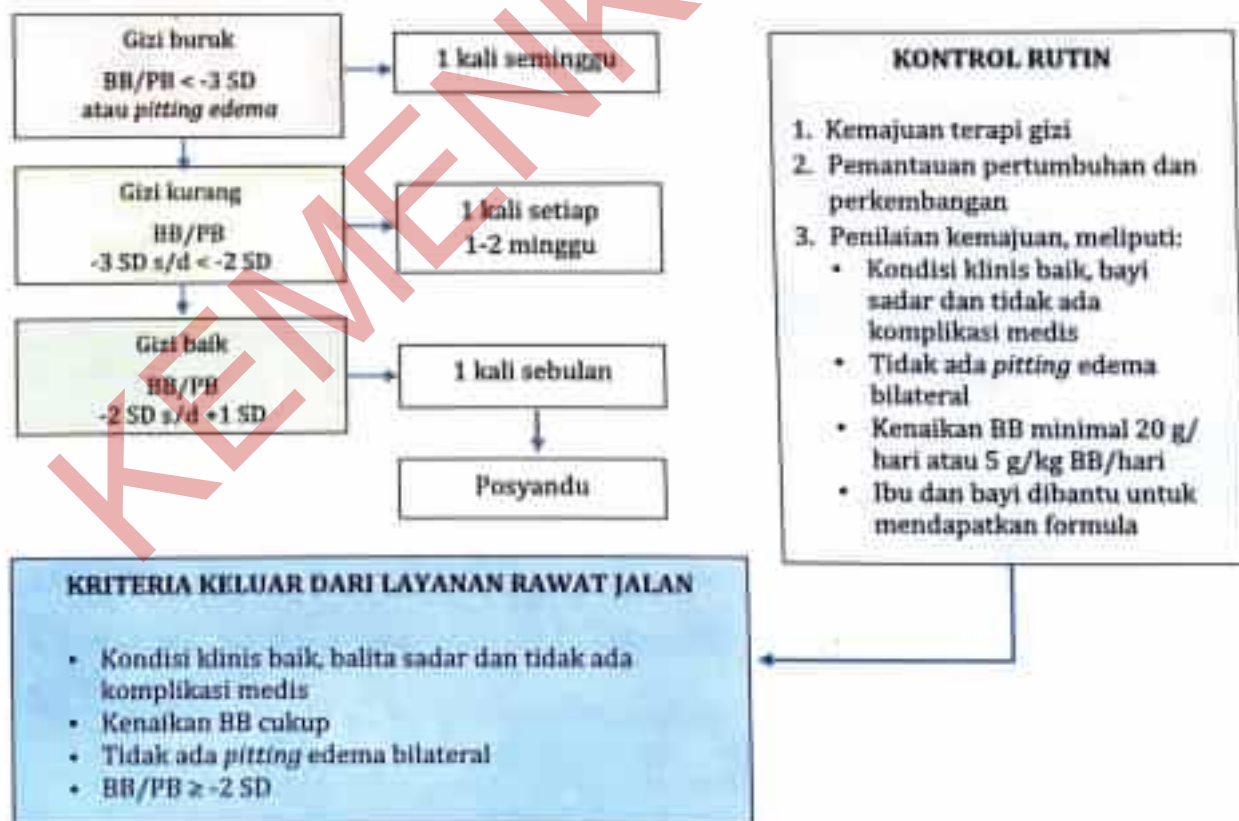 Gizi buruk
BB/PB < -3 SD
atau pitting edema
1 kali seminggu
Gizi kurang
BB/PB
-3 SD s/d < -2 SD
1 kali setiap
1-2 minggu
Gizi baik
BB/PB
-2 SD s/d +1 SD
1 kali sebulan
Posyandu
KONTROL RUTIN
1. Kemajuan terapi gizi
2. Pemantauan pertumbuhan dan
perkembangan
3. Penilaian kemajuan, meliputi:
• Kondisi klinis baik, bayi
sadar dan tidak ada
komplikasi medis
• Tidak ada pitting edema
bilateral
• Kenaikan BB minimal 20 g/
hari atau 5 g/kg BB/hari
• Ibu dan bayi dibantu untuk
mendapatkan formula
KRITERIA KELUAR DARI LAYANAN RAWAT JALAN
• Kondisi klinis baik, balita sadar dan tidak ada
komplikasi medis
• Kenaikan BB cukup
• Tidak ada pitting edema bilateral
• BB/PB ≥ -2 SD